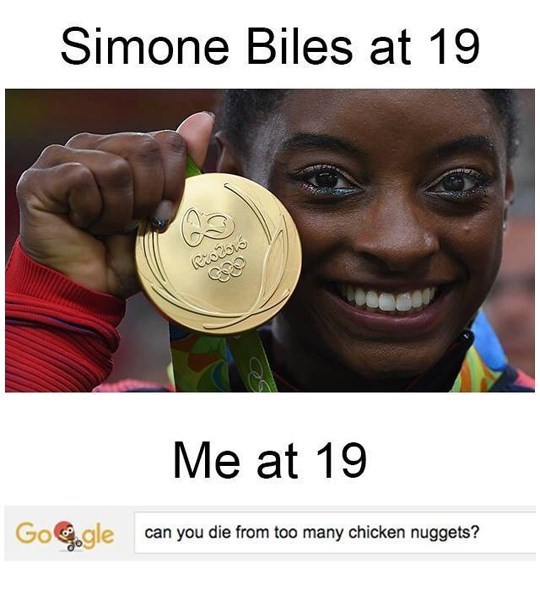 Simone Biles at 19
Rio2016
Me at 19
Google
can you die from too many chicken nuggets?